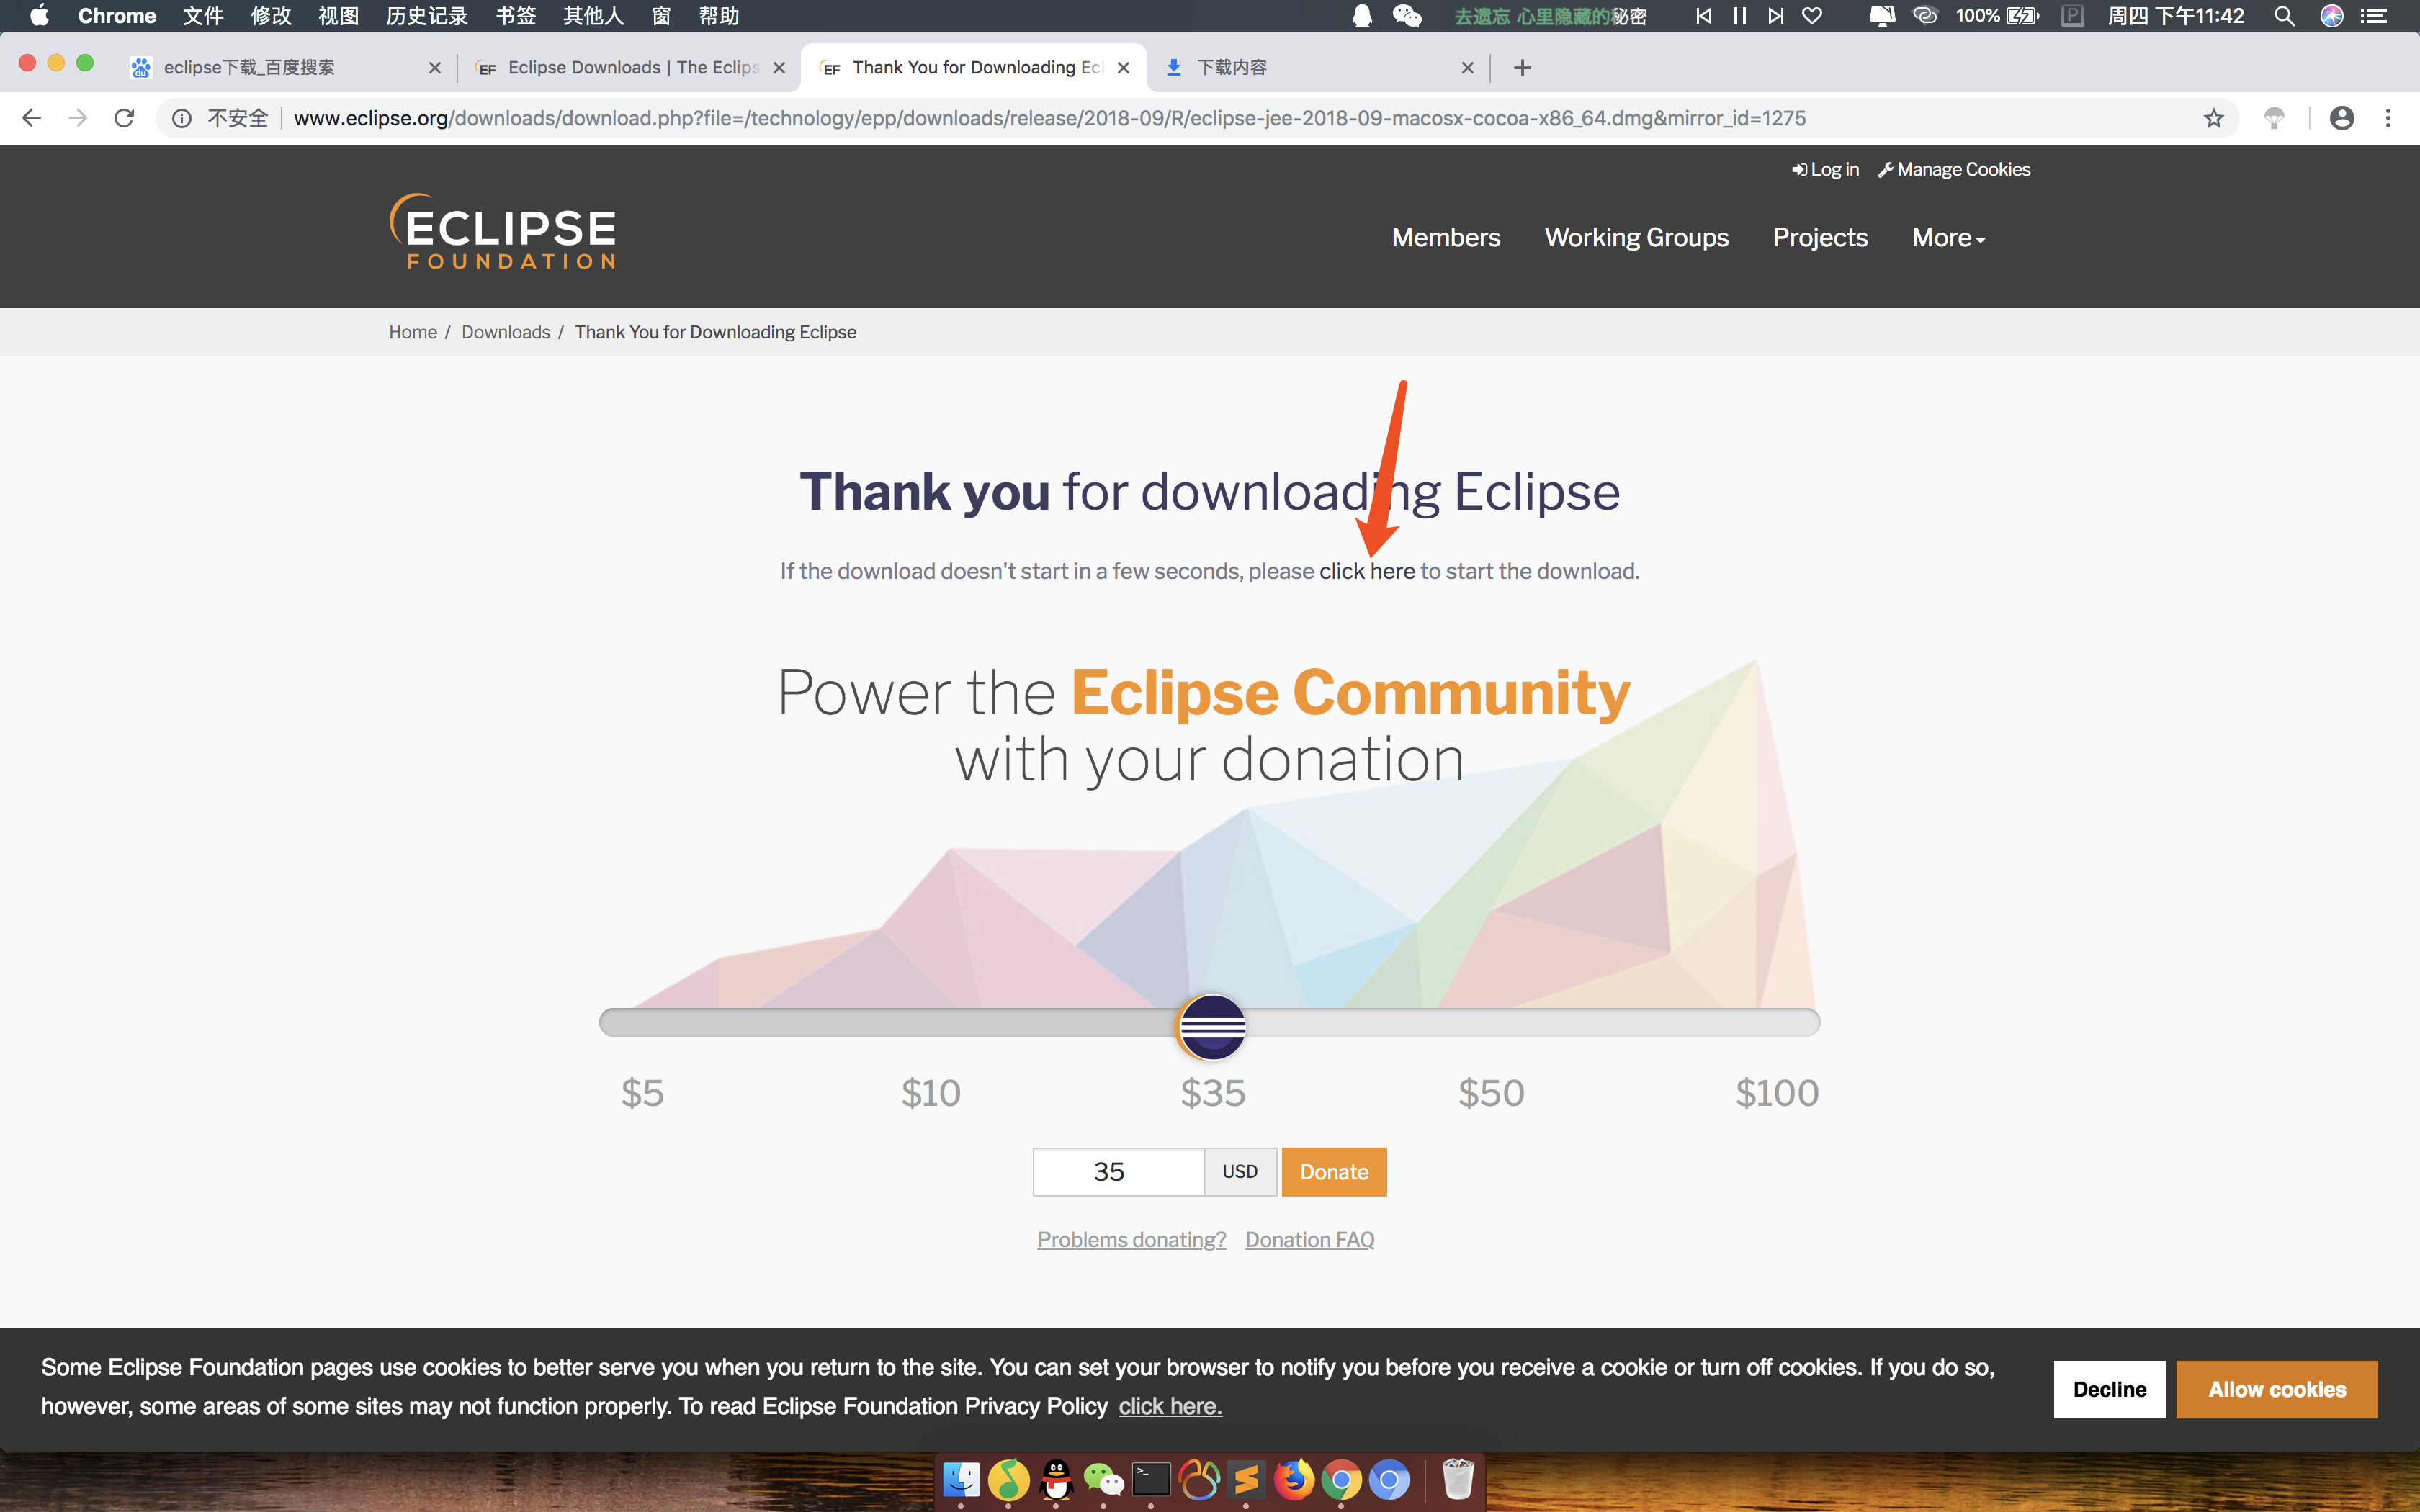 Chrome 文件 修改 视图 历史记录 书签 其他人 窗 帮助 去遗忘 心里隐藏的 秘密 100% P 周四 下午11:42
eclipse下载_百度搜索 EF Eclipse Downloads | The Eclips EF Thank You for Downloading Ecl 下载内容
不安全 www.eclipse.org/downloads/download.php?file=/technology/epp/downloads/release/2018-09/R/eclipse-jee-2018-09-macosx-cocoa-x86_64.dmg&mirror_id=1275
Log in Manage Cookies
ECLIPSE
FOUNDATION
Members Working Groups Projects More
Home / Downloads / Thank You for Downloading Eclipse
Thank you for downloading Eclipse
If the download doesn't start in a few seconds, please click here to start the download.
Power the Eclipse Community
with your donation
$5 $10 $35 $50 $100
35 USD Donate
Problems donating? Donation FAQ
Some Eclipse Foundation pages use cookies to better serve you when you return to the site. You can set your browser to notify you before you receive a cookie or turn off cookies. If you do so,
however, some areas of some sites may not function properly. To read Eclipse Foundation Privacy Policy click here.
Decline Allow cookies